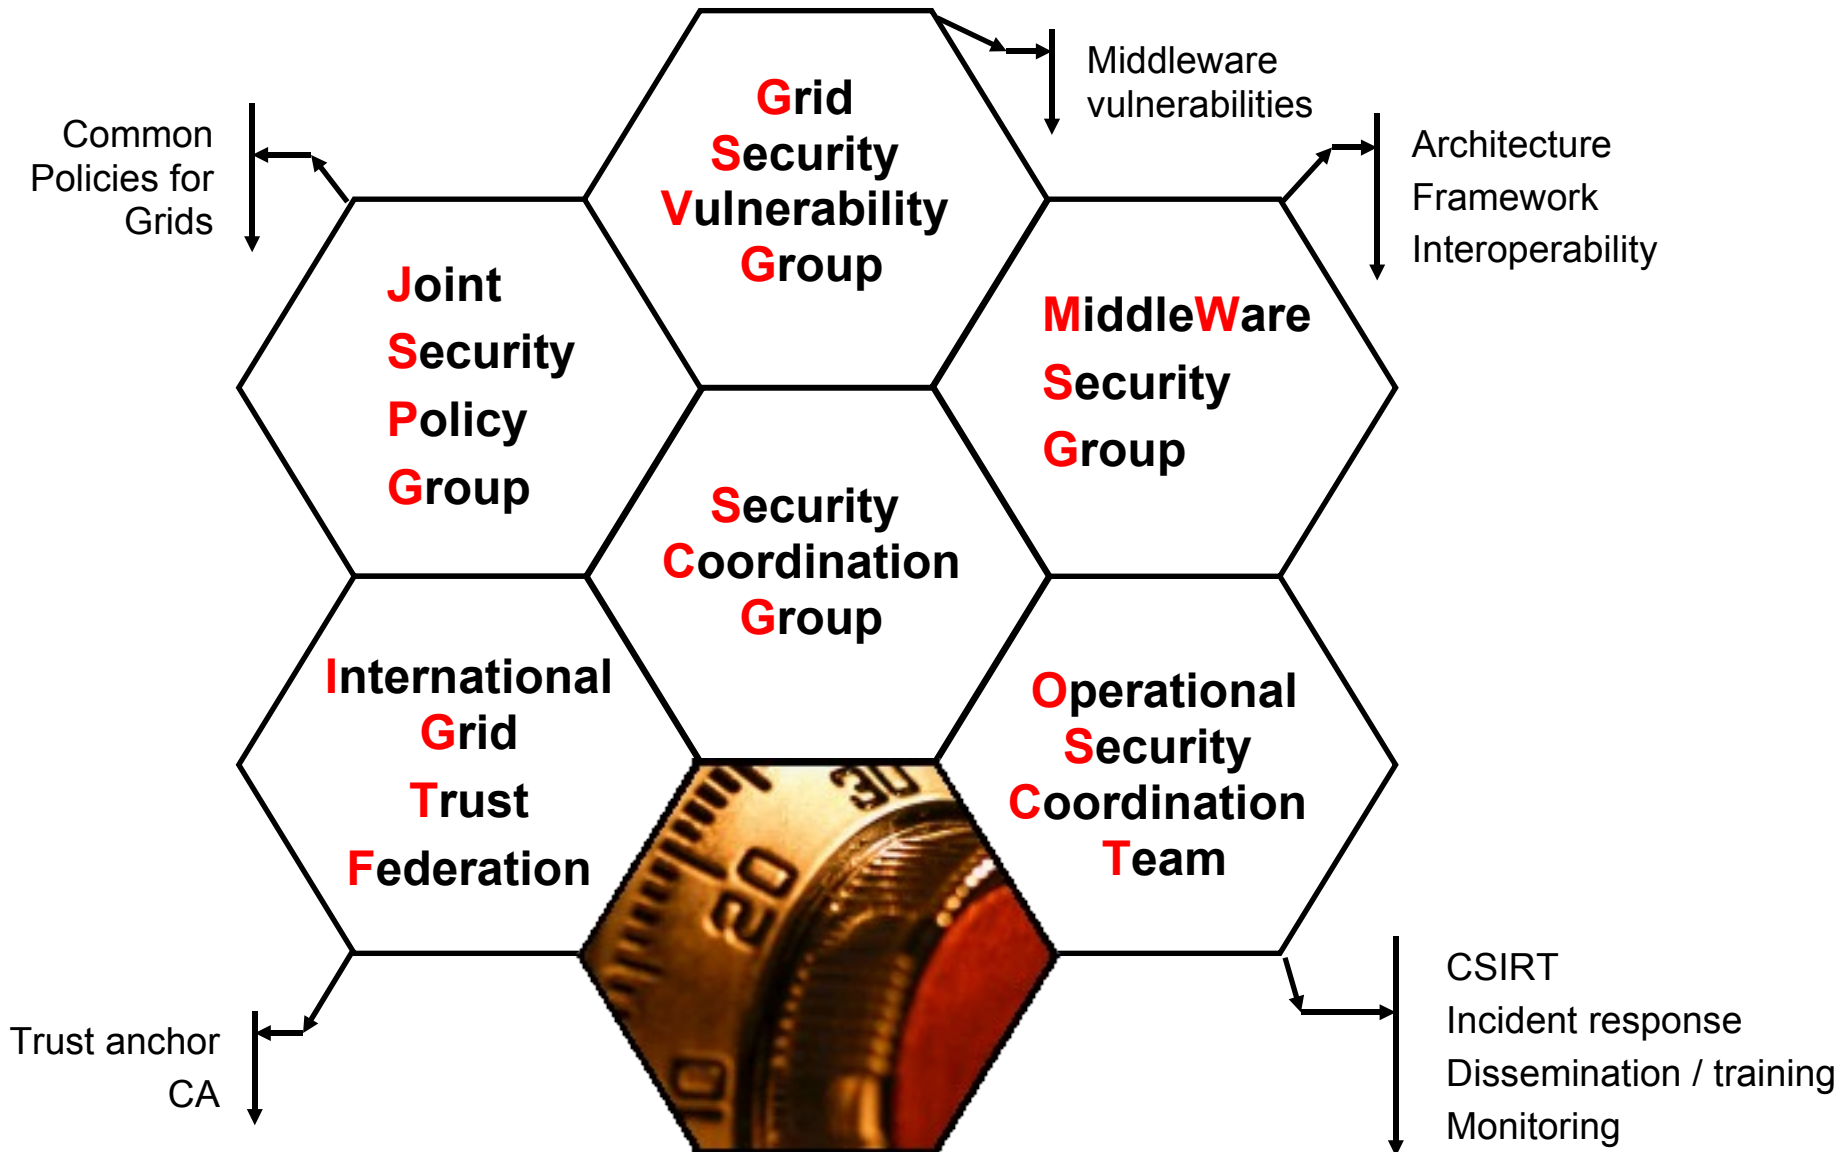 Grid
Security
Vulnerability
Group
Middleware
vulnerabilities
Common
Policies for
Grids
Joint
Security
Policy
Group
MiddleWare
Security
Group
Architecture
Framework
Interoperability
Security
Coordination
Group
International
Grid
Trust
Federation
Operational
Security
Coordination
Team
Trust anchor
CA
30
20
10
CSIRT
Incident response
Dissemination / training
Monitoring